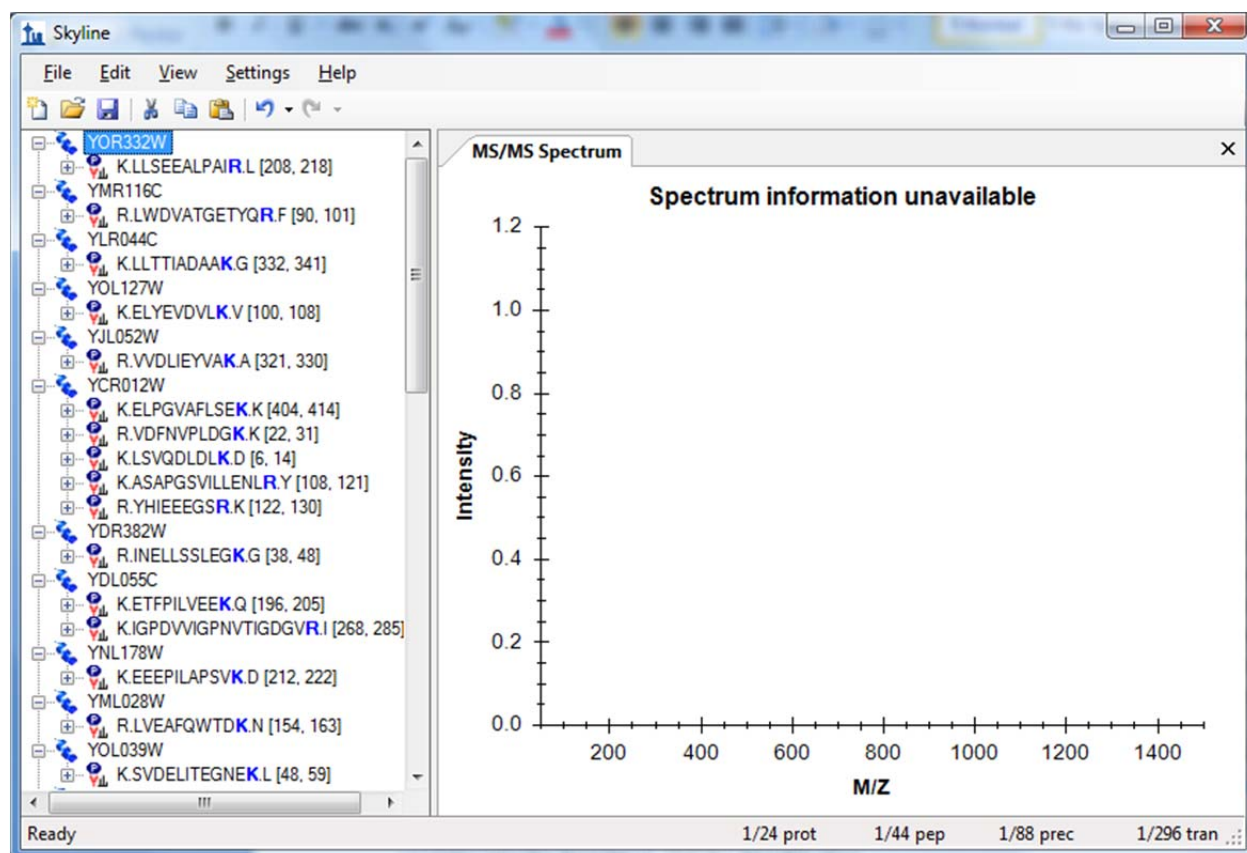 Skyline
File Edit View Settings Help
YOR332W
K.LLSEEALPAIR.L [208, 218]
YMR116C
R.LWDVATGETYQR.F [90, 101]
YLR044C
K.LLTTIADAAK.G [332, 341]
YOL127W
K.ELYEVDVLK.V [100, 108]
YJL052W
R.VVDLIEYVAK.A [321, 330]
YCR012W
K.ELPGVAFLSEK.K [404, 414]
R.VDFNVPLDGK.K [22, 31]
K.LSVQDLDLK.D [6, 14]
K.ASAPGSVILLENLR.Y [108, 121]
R.YHIEEEGSR.K [122, 130]
YDR382W
R.INELLSSLEGK.G [38, 48]
YDL055C
K.ETFPILVEEK.Q [196, 205]
K.IGPDVVIGPNVTIGDGVR.I [268, 285]
YNL178W
K.EEEPILAPSVK.D [212, 222]
YML028W
R.LVEAFQWTDK.N [154, 163]
YOL039W
K.SVDELITEGNEK.L [48, 59]
MS/MS Spectrum
Spectrum information unavailable
1.2
1.0
0.8
0.6
0.4
0.2
0.0
Intensity
200 400 600 800 1000 1200 1400
M/Z
Ready 1/24 prot 1/44 pep 1/88 prec 1/296 tran